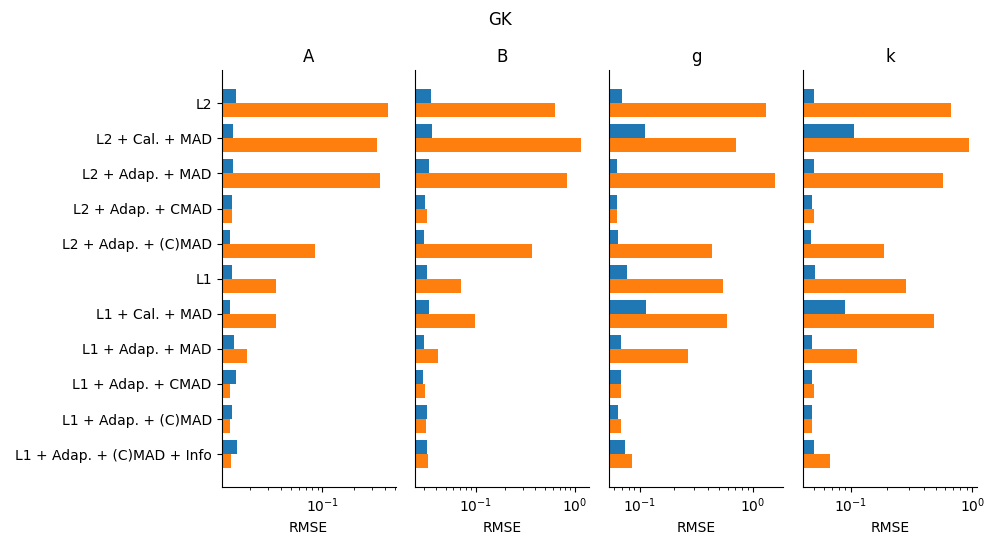 GK
A B g k
L2
L2 + Cal. + MAD
L2 + Adap. + MAD
L2 + Adap. + CMAD
L2 + Adap. + (C)MAD
L1
L1 + Cal. + MAD
L1 + Adap. + MAD
L1 + Adap. + CMAD
L1 + Adap. + (C)MAD
L1 + Adap. + (C)MAD + Info
10⁻¹ 10⁻¹ 10⁰ 10⁻¹ 10⁰ 10⁻¹ 10⁰
RMSE RMSE RMSE RMSE